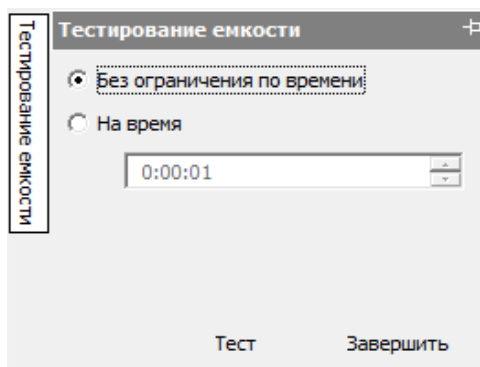 Тестирование емкости
Тестирование емкости
Без ограничения по времени
На время
0:00:01
Тест Завершить